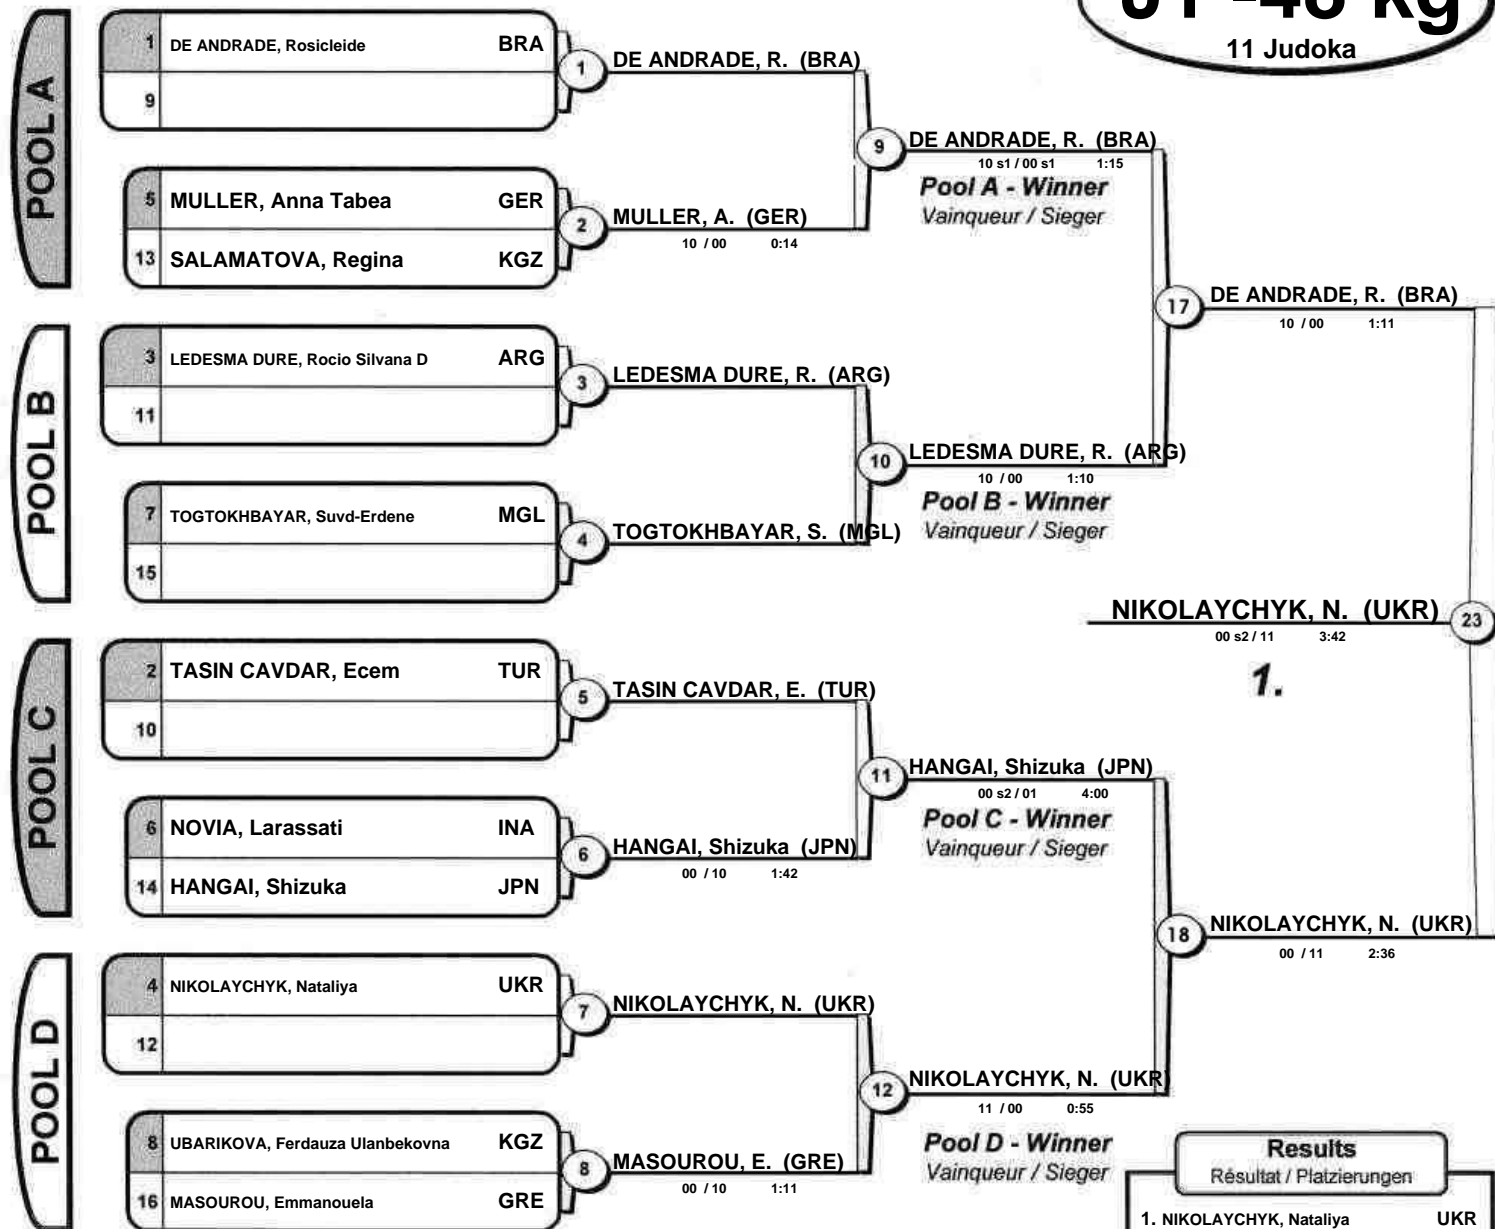 -48 kg
11 Judoka
POOL A
1 DE ANDRADE, Rosicleide BRA
9
1 DE ANDRADE, R. (BRA)
5 MULLER, Anna Tabea GER
13 SALAMATOVA, Regina KGZ
2 MULLER, A. (GER)
10 / 00 0:14
9 DE ANDRADE, R. (BRA)
10 s1 / 00 s1 1:15
Pool A - Winner
Vainqueur / Sieger
POOL B
3 LEDESMA DURE, Rocio Silvana D ARG
11
3 LEDESMA DURE, R. (ARG)
7 TOGTOKHBAYAR, Suvd-Erdene MGL
15
4 TOGTOKHBAYAR, S. (MGL)
10 LEDESMA DURE, R. (ARG)
10 / 00 1:10
Pool B - Winner
Vainqueur / Sieger
17 DE ANDRADE, R. (BRA)
10 / 00 1:11
NIKOLAYCHYK, N. (UKR) 23
00 s2 / 11 3:42
1.
POOL C
2 TASIN CAVDAR, Ecem TUR
10
5 TASIN CAVDAR, E. (TUR)
6 NOVIA, Larassati INA
14 HANGAI, Shizuka JPN
6 HANGAI, Shizuka (JPN)
00 / 10 1:42
11 HANGAI, Shizuka (JPN)
00 s2 / 01 4:00
Pool C - Winner
Vainqueur / Sieger
POOL D
4 NIKOLAYCHYK, Nataliya UKR
12
7 NIKOLAYCHYK, N. (UKR)
8 UBARIKOVA, Ferdauza Ulanbekovna KGZ
16 MASOUROU, Emmanouela GRE
8 MASOUROU, E. (GRE)
00 / 10 1:11
12 NIKOLAYCHYK, N. (UKR)
11 / 00 0:55
Pool D - Winner
Vainqueur / Sieger
18 NIKOLAYCHYK, N. (UKR)
00 / 11 2:36
Results
Résultat / Platzierungen
1. NIKOLAYCHYK, Nataliya UKR